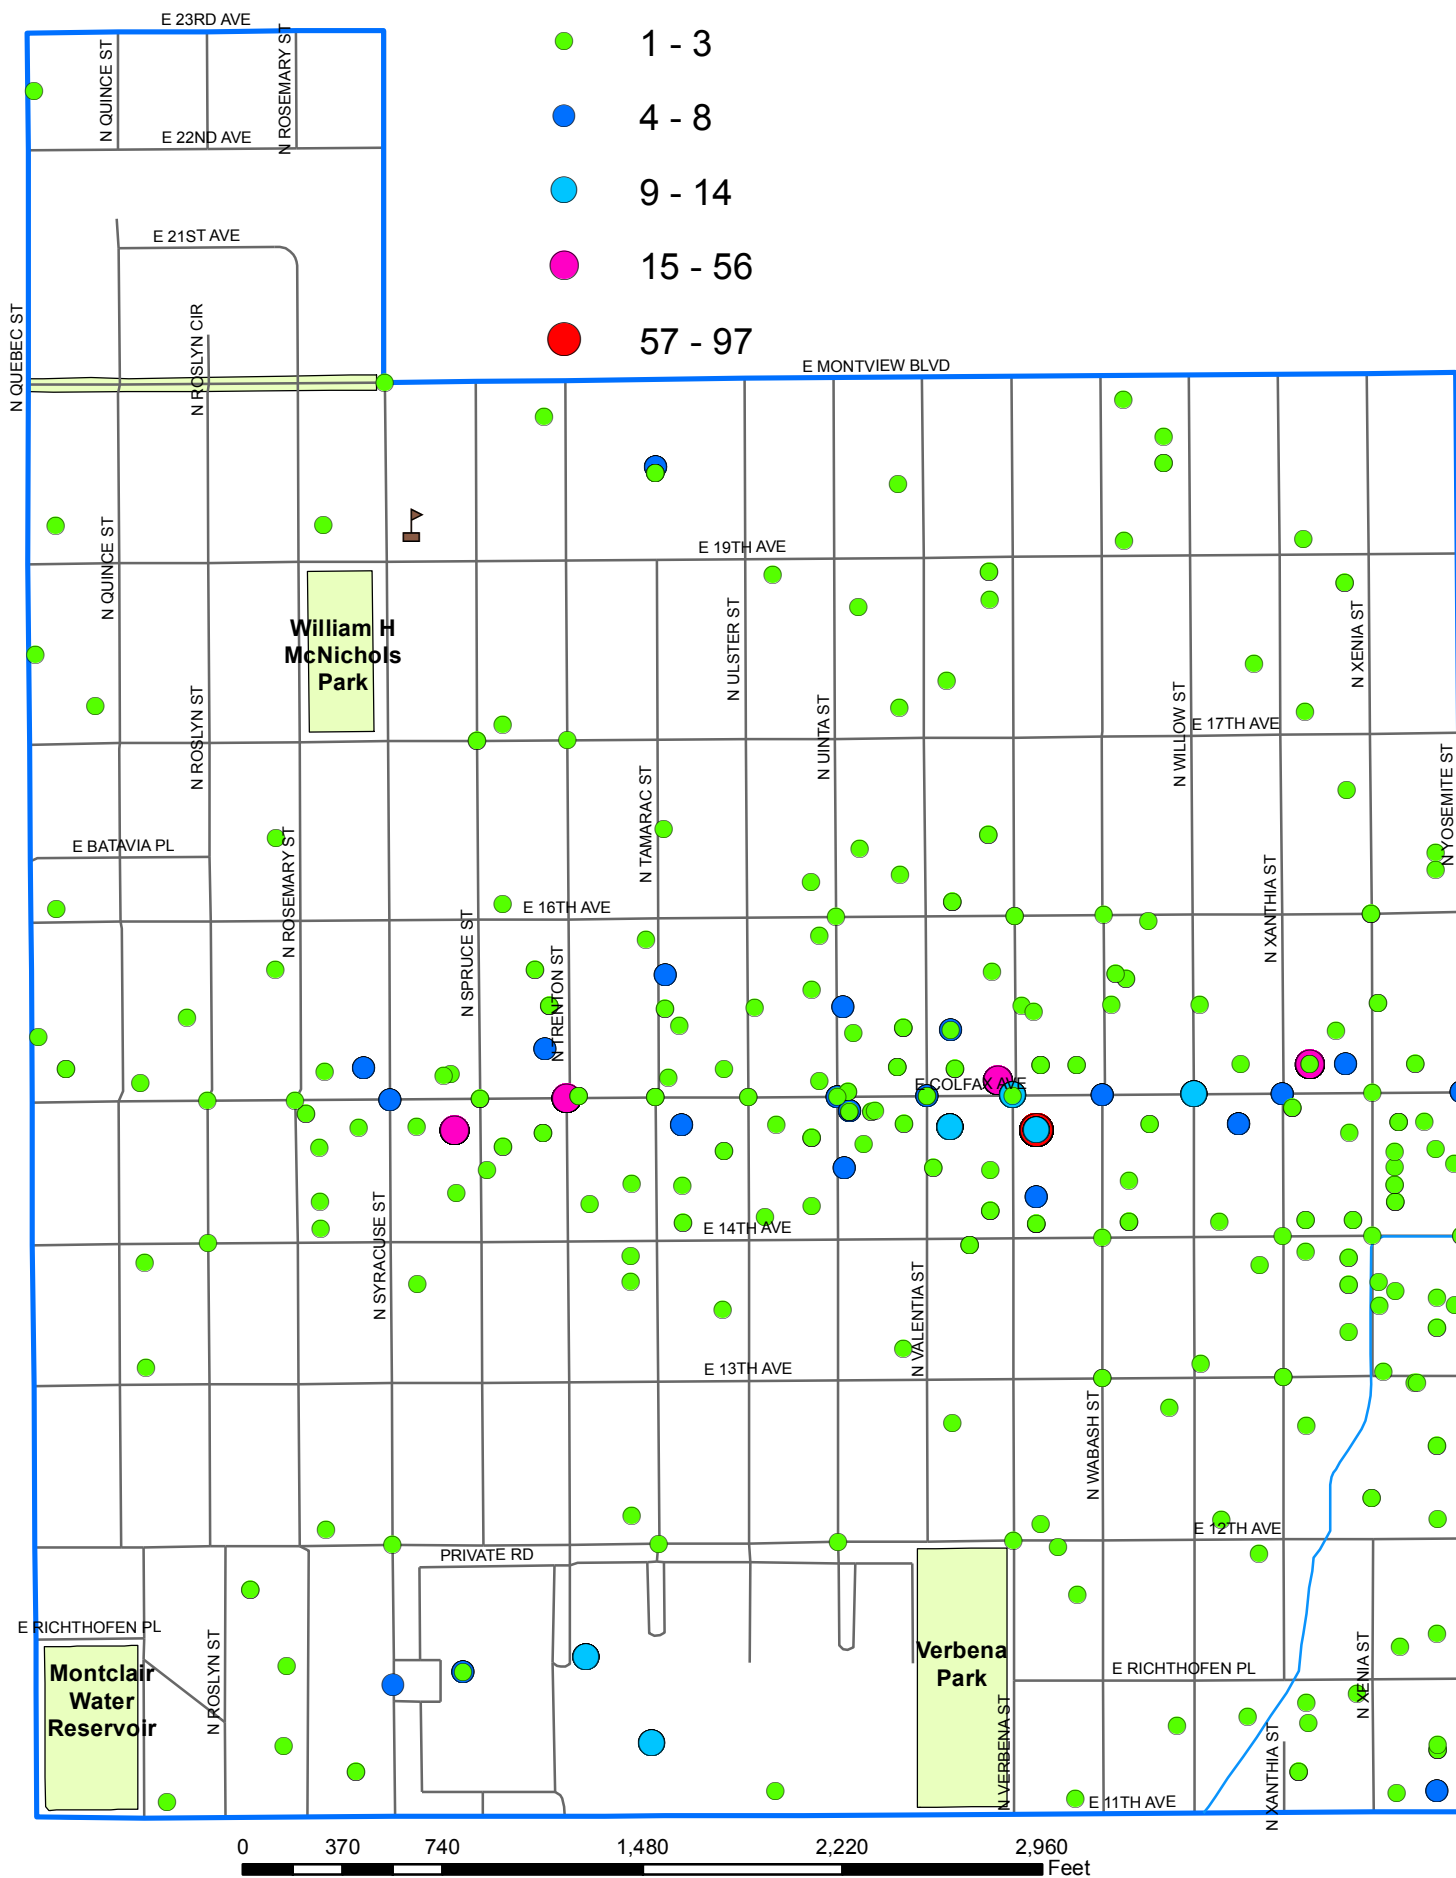 E 23RD AVE
1 - 3
N QUINCE ST
N ROSEMARY ST
4 - 8
E 22ND AVE
9 - 14
E 21ST AVE
15 - 56
N QUEBEC ST
N ROSLYN CIR
57 - 97
E MONTVIEW BLVD
N QUINCE ST
E 19TH AVE
William H
McNichols
Park
N ULSTER ST
N XENIA ST
N ROSLYN ST
N UINTA ST
N WILLOW ST
E 17TH AVE
N TAMARAC ST
N YOSEMITE ST
E BATAVIA PL
N ROSEMARY ST
N XANTHIA ST
E 16TH AVE
N SPRUCE ST
N TRENTON ST
E COLFAX AVE
N SYRACUSE ST
E 14TH AVE
N VALENTIA ST
E 13TH AVE
N WABASH ST
E 12TH AVE
PRIVATE RD
E RICHTHOFEN PL
N ROSLYN ST
Montclair
Water
Reservoir
Verbena
Park
E RICHTHOFEN PL
N XENIA ST
N VERBENA ST
N XANTHIA ST
E 11TH AVE
0 370 740 1,480 2,220 2,960
Feet